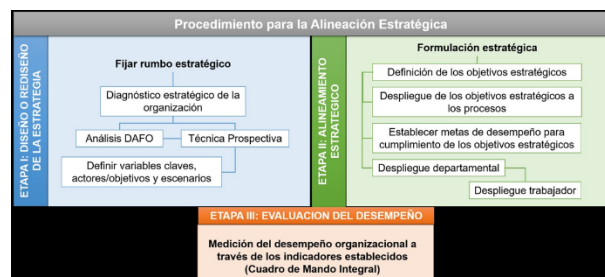 Procedimiento para la Alineación Estratégica
ETAPA I: DISEÑO O REDISEÑO
DE LA ESTRATEGIA
Fijar rumbo estratégico
Diagnóstico estratégico de la
organización
Análisis DAFO
Técnica Prospectiva
Definir variables claves,
actores/objetivos y escenarios
ETAPA II: ALINEAMIENTO
ESTRATEGICO
Formulación estratégica
Definición de los objetivos estratégicos
Despliegue de los objetivos estratégicos a
los procesos
Establecer metas de desempeño para
cumplimiento de los objetivos estratégicos
Despliegue departamental
Despliegue trabajador
ETAPA III: EVALUACION DEL DESEMPEÑO
Medición del desempeño organizacional a
través de los indicadores establecidos
(Cuadro de Mando Integral)